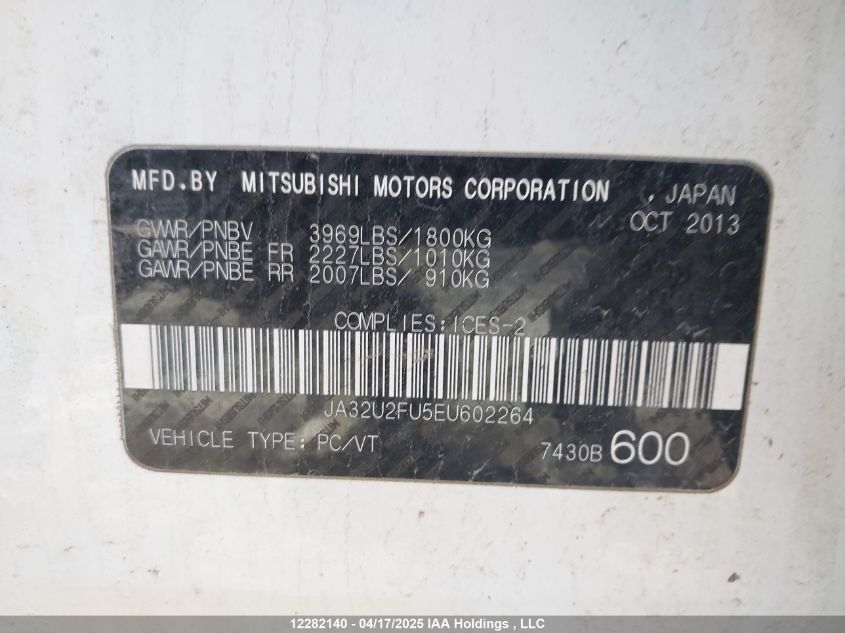 MFD.BY MITSUBISHI MOTORS CORPORATION , JAPAN
OCT 2013
GVWR/PNBV 3969LBS/1800KG
GAWR/PNBE FR 2227LBS/1010KG
GAWR/PNBE RR 2007LBS/ 910KG
COMPLIES:ICES-2
JA32U2FU5EU602264
VEHICLE TYPE: PC/VT 7430B 600
12282140 - 04/17/2025 IAA Holdings , LLC